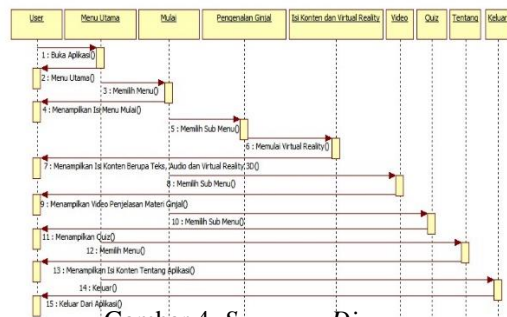 User Menu Utama Mulai Pengenalan Ginjal Isi Konten dan Virtual Reality Video Quiz Tentang Keluar
1 : Buka Aplikasi()
2 : Menu Utama()
3 : Memilih Menu()
4 : Menampilkan Isi Menu Mulai()
5 : Memilih Sub Menu()
6 : Memulai Virtual Reality()
7 : Menampilkan Isi Konten Berupa Teks, Audio dan Virtual Reality 3D()
8 : Memilih Sub Menu()
9 : Menampilkan Video Penjelasan Materi Ginjal()
10 : Memilih Sub Menu()
11 : Menampilkan Quiz()
12 : Memilih Menu()
13 : Menampilkan Isi Konten Tentang Aplikasi()
14 : Keluar()
15 : Keluar Dari Aplikasi()
Gambar 4.